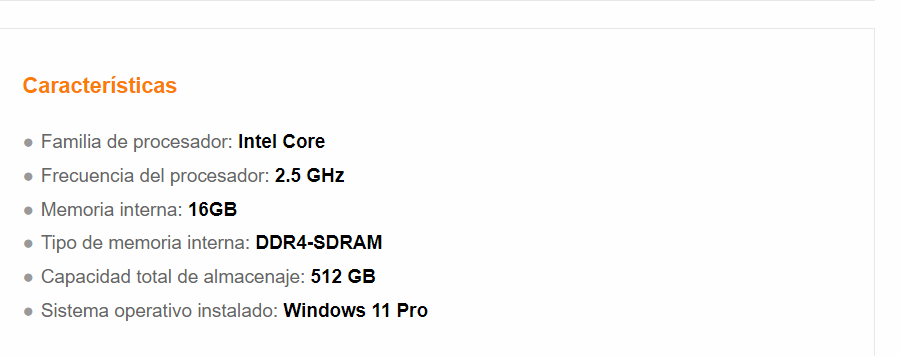 Características
● Familia de procesador: Intel Core
● Frecuencia del procesador: 2.5 GHz
● Memoria interna: 16GB
● Tipo de memoria interna: DDR4-SDRAM
● Capacidad total de almacenaje: 512 GB
● Sistema operativo instalado: Windows 11 Pro